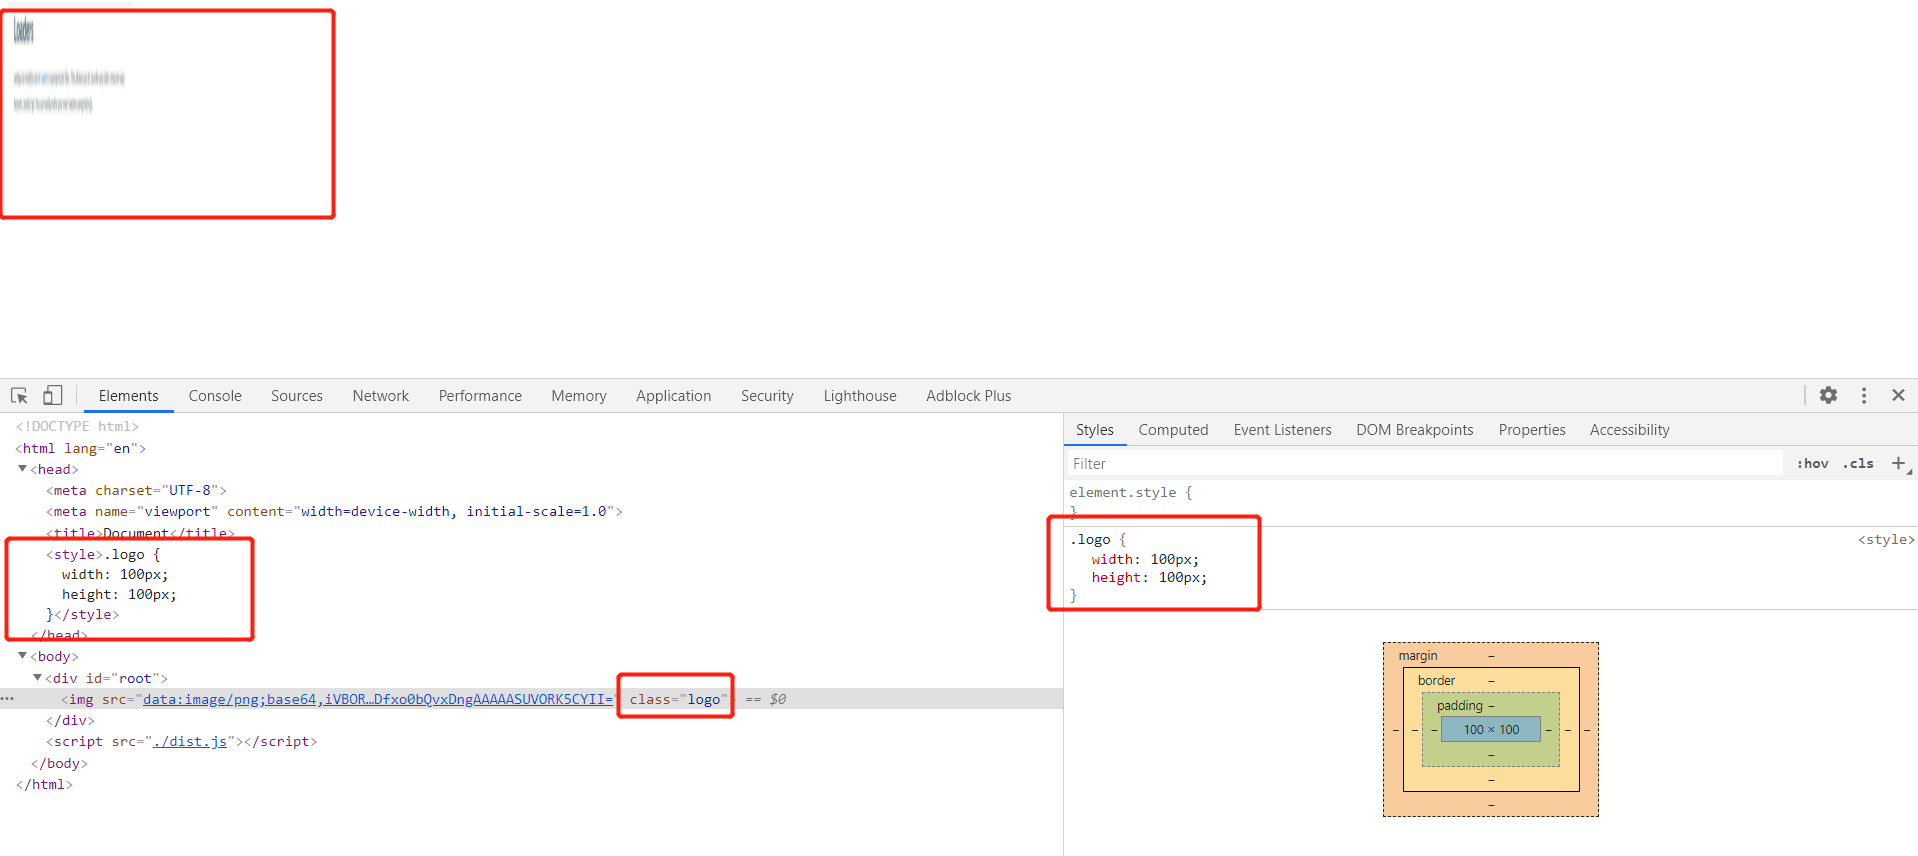 Loaders
Elements Console Sources Network Performance Memory Application Security Lighthouse Adblock Plus
<!DOCTYPE html>
<html lang="en">
<head>
<meta charset="UTF-8">
<meta name="viewport" content="width=device-width, initial-scale=1.0">
<title>Document</title>
<style>.logo {
width: 100px;
height: 100px;
}</style>
</head>
<body>
<div id="root">
<img src="data:image/png;base64,iVBOR…Dfxo0bQvxDngAAAAASUVORK5CYII=" class="logo"> == $0
</div>
<script src="./dist.js"></script>
</body>
</html>
Styles Computed Event Listeners DOM Breakpoints Properties Accessibility
Filter :hov .cls +
element.style {
}
.logo { <style>
width: 100px;
height: 100px;
}
margin –
border –
padding –
– – – 100 × 100 – – –
–
–
–